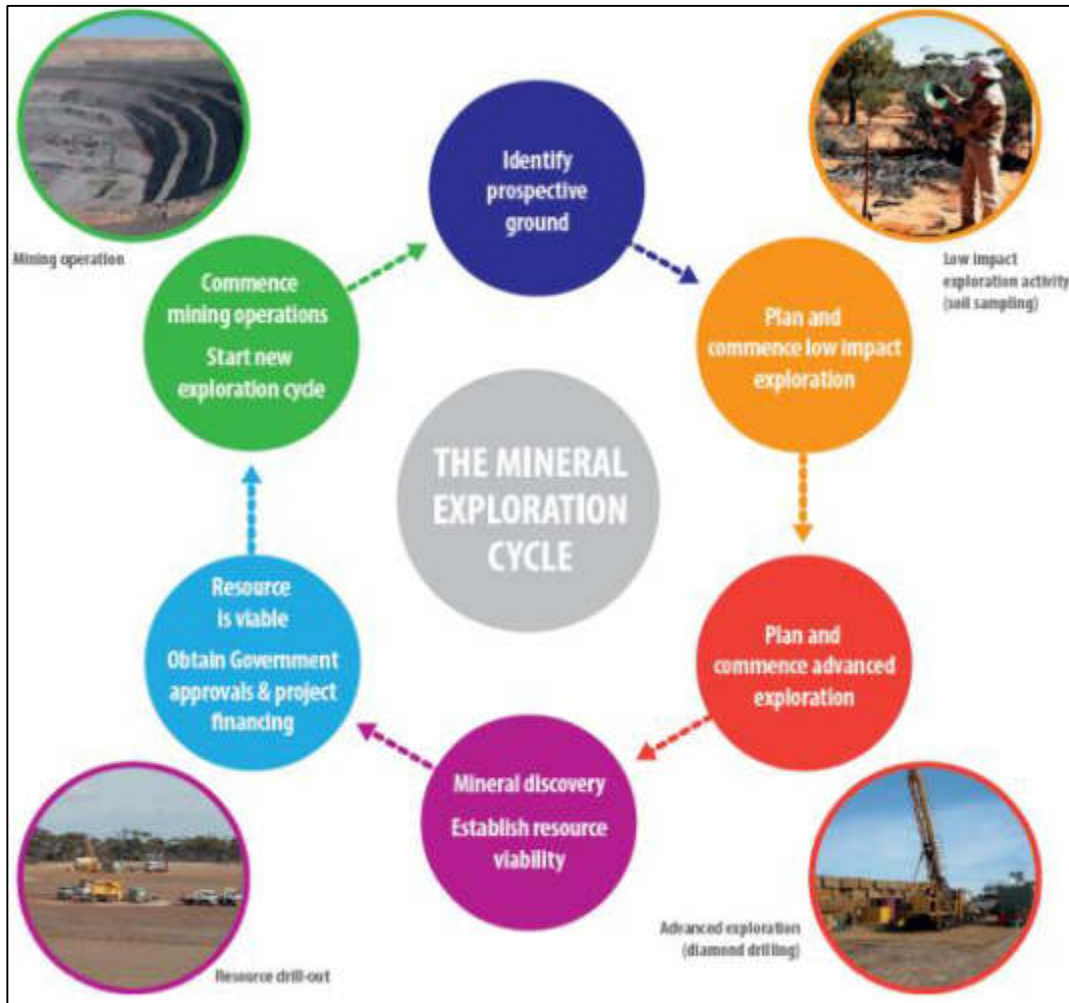 Identify
prospective
ground
Plan and
commence low impact
exploration
Plan and
commence advanced
exploration
Mineral discovery
Establish resource
viability
Resource
is viable
Obtain Government
approvals & project
financing
Commence
mining operations
Start new
exploration cycle
THE MINERAL
EXPLORATION
CYCLE
Mining operation
Low impact
exploration activity
(soil sampling)
Advanced exploration
(diamond drilling)
Resource drill-out